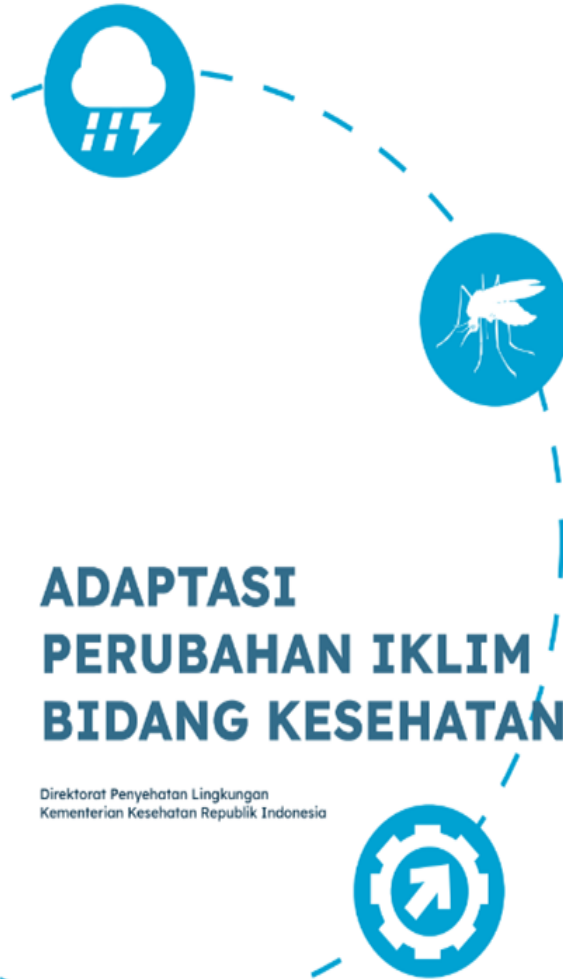 ADAPTASI
PERUBAHAN IKLIM
BIDANG KESEHATAN
Direktorat Penyehatan Lingkungan
Kementerian Kesehatan Republik Indonesia